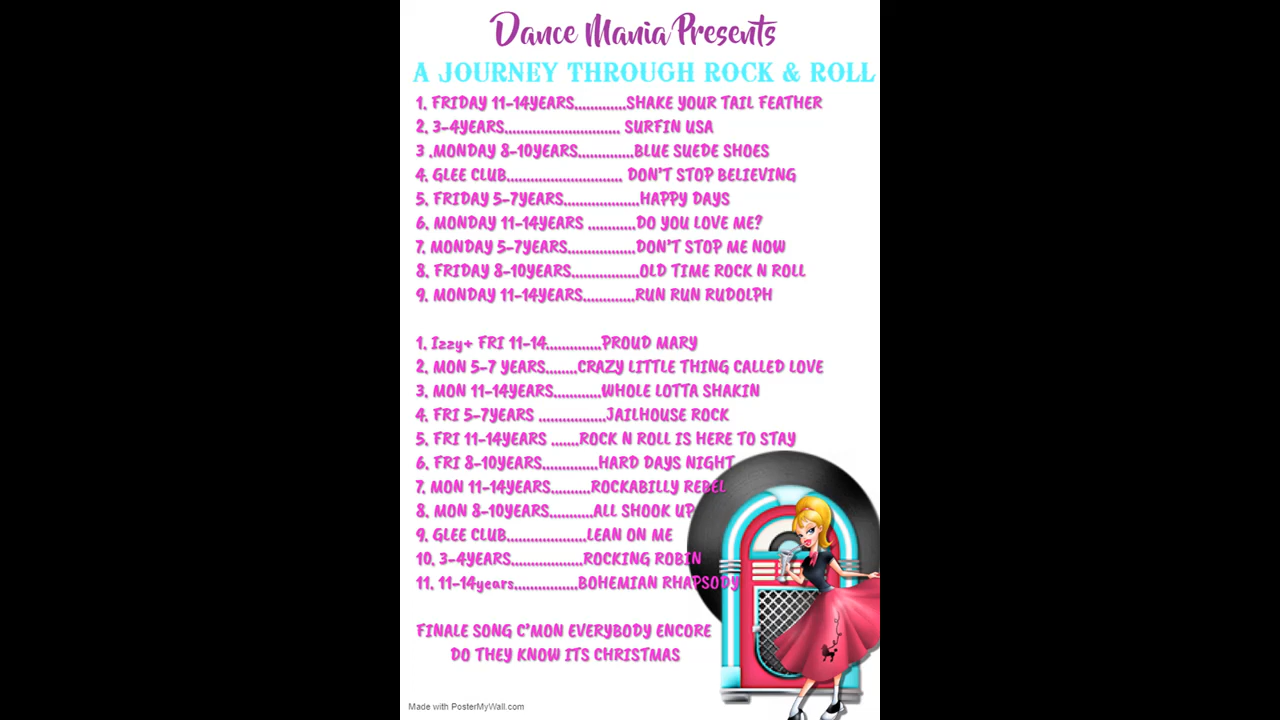 Dance Mania Presents
A JOURNEY THROUGH ROCK & ROLL
1. FRIDAY 11-14YEARS.............SHAKE YOUR TAIL FEATHER
2. 3-4YEARS............................. SURFIN USA
3 .MONDAY 8-10YEARS..............BLUE SUEDE SHOES
4. GLEE CLUB............................. DON'T STOP BELIEVING
5. FRIDAY 5-7YEARS...................HAPPY DAYS
6. MONDAY 11-14YEARS ............DO YOU LOVE ME?
7. MONDAY 5-7YEARS.................DON'T STOP ME NOW
8. FRIDAY 8-10YEARS.................OLD TIME ROCK N ROLL
9. MONDAY 11-14YEARS.............RUN RUN RUDOLPH
1. Izzy+ FRI 11-14..............PROUD MARY
2. MON 5-7 YEARS........CRAZY LITTLE THING CALLED LOVE
3. MON 11-14YEARS............WHOLE LOTTA SHAKIN
4. FRI 5-7YEARS .................JAILHOUSE ROCK
5. FRI 11-14YEARS .......ROCK N ROLL IS HERE TO STAY
6. FRI 8-10YEARS..............HARD DAYS NIGHT
7. MON 11-14YEARS..........ROCKABILLY REBEL
8. MON 8-10YEARS...........ALL SHOOK UP
9. GLEE CLUB....................LEAN ON ME
10. 3-4YEARS..................ROCKING ROBIN
11. 11-14years................BOHEMIAN RHAPSODY
FINALE SONG C'MON EVERYBODY ENCORE
DO THEY KNOW ITS CHRISTMAS
Made with PosterMyWall.com